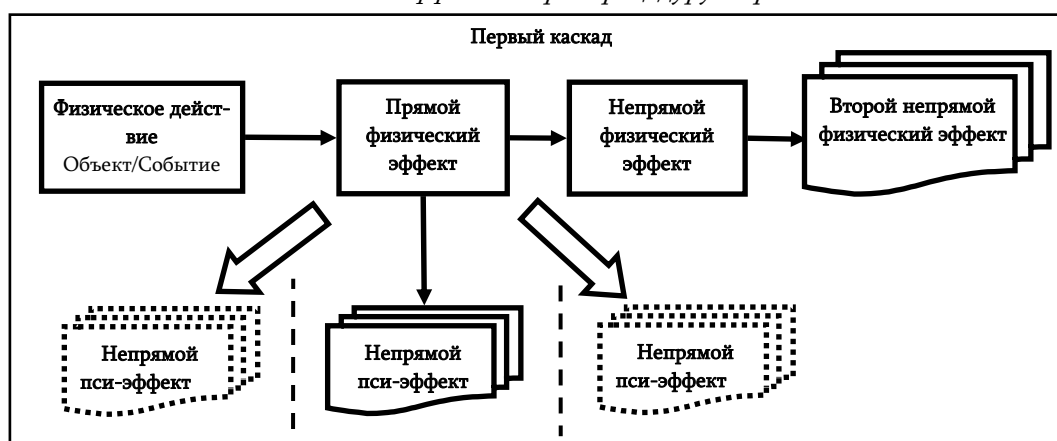 Первый каскад
Физическое дейст-
вие
Объект/Событие
Прямой
физический
эффект
Непрямой
физический
эффект
Второй непрямой
физический эффект
Непрямой
пси-эффект
Непрямой
пси-эффект
Непрямой
пси-эффект